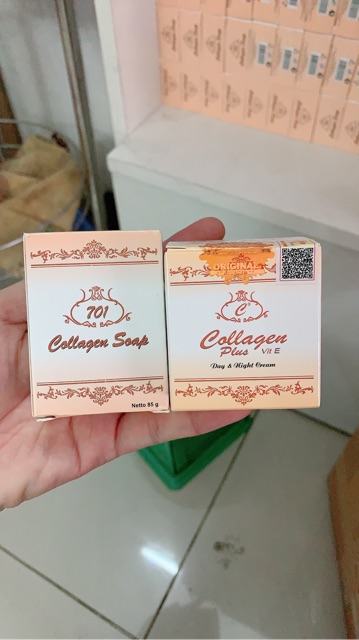 701
Collagen Soap
Netto 85 g
ORIGINAL
C
Collagen
Plus Vit E
Day & Night Cream